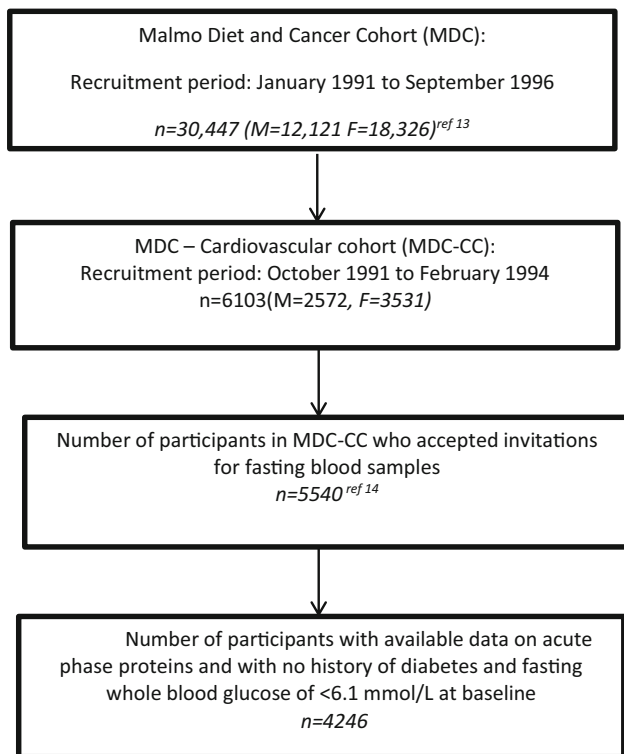 Malmo Diet and Cancer Cohort (MDC):
Recruitment period: January 1991 to September 1996
n=30,447 (M=12,121 F=18,326)ref 13
MDC – Cardiovascular cohort (MDC-CC):
Recruitment period: October 1991 to February 1994
n=6103(M=2572, F=3531)
Number of participants in MDC-CC who accepted invitations
for fasting blood samples
n=5540 ref 14
Number of participants with available data on acute
phase proteins and with no history of diabetes and fasting
whole blood glucose of <6.1 mmol/L at baseline
n=4246